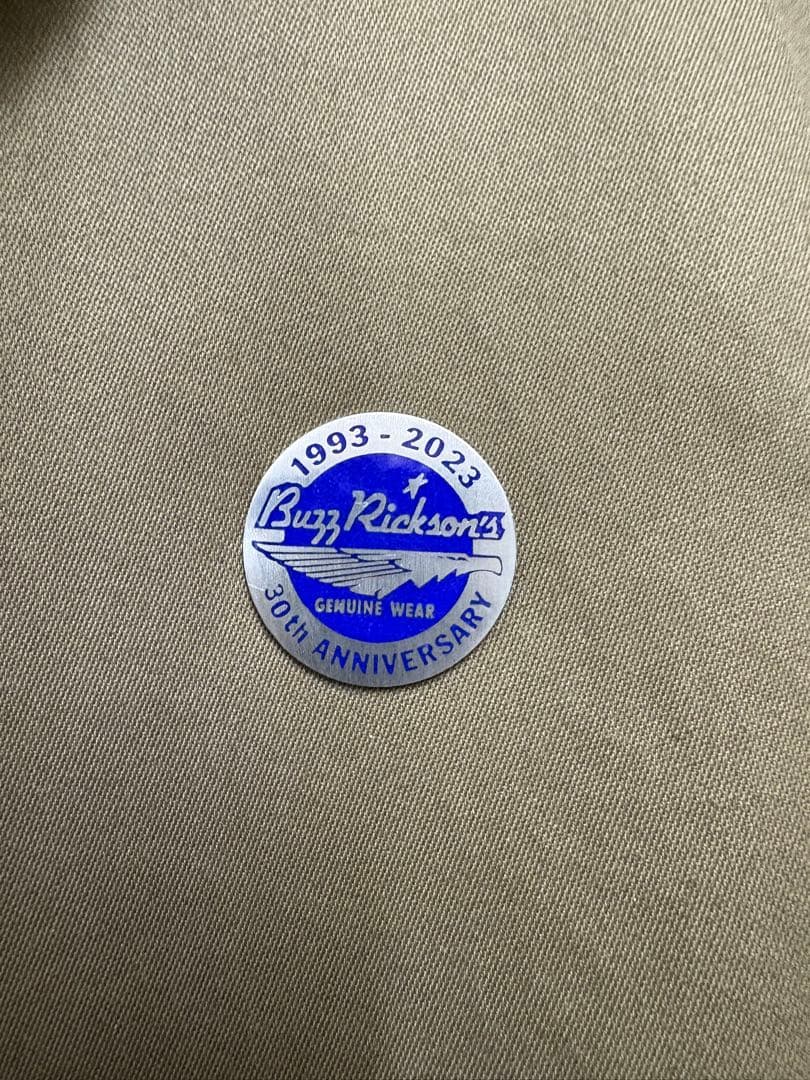 1993 - 2023
Buzz Rickson's
GENUINE WEAR
30th ANNIVERSARY